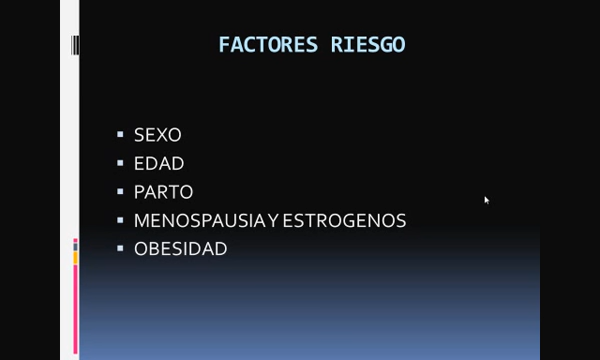 FACTORES RIESGO
SEXO
EDAD
PARTO
MENOSPAUSIA Y ESTROGENOS
OBESIDAD